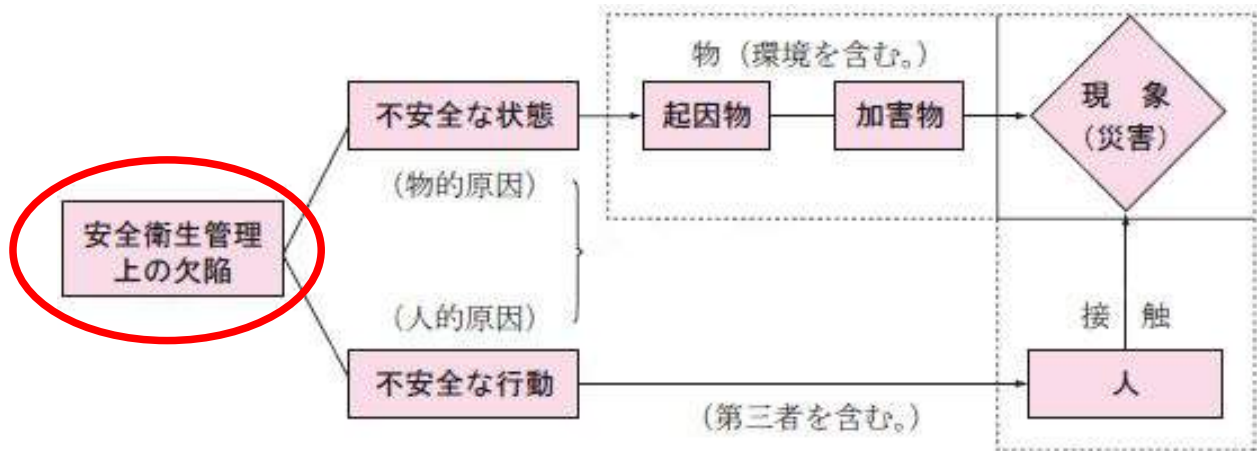 物（環境を含む。）
不安全な状態
起因物
加害物
現　象
（災害）
（物的原因）
安全衛生管理
上の欠陥
（人的原因）
接　触
不安全な行動
人
（第三者を含む。）